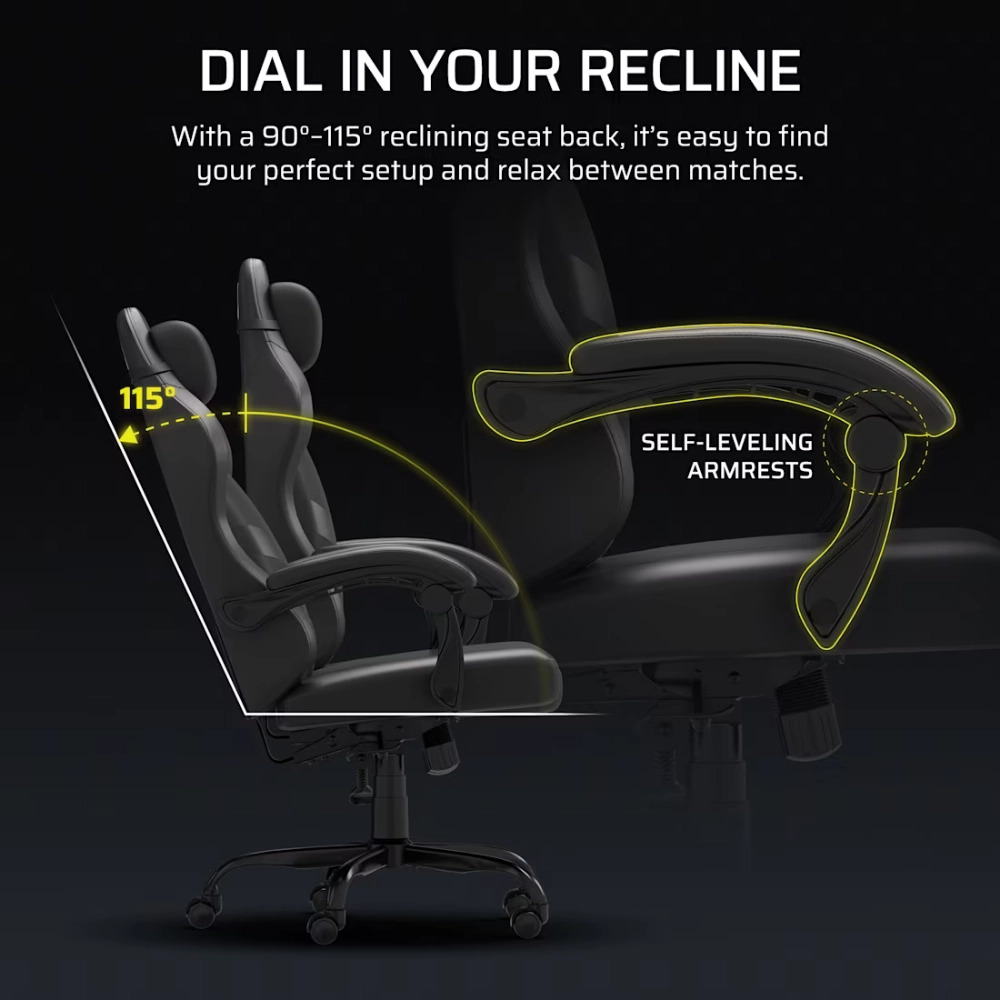 DIAL IN YOUR RECLINE
With a 90°–115° reclining seat back, it's easy to find
your perfect setup and relax between matches.
115°
SELF-LEVELING
ARMRESTS